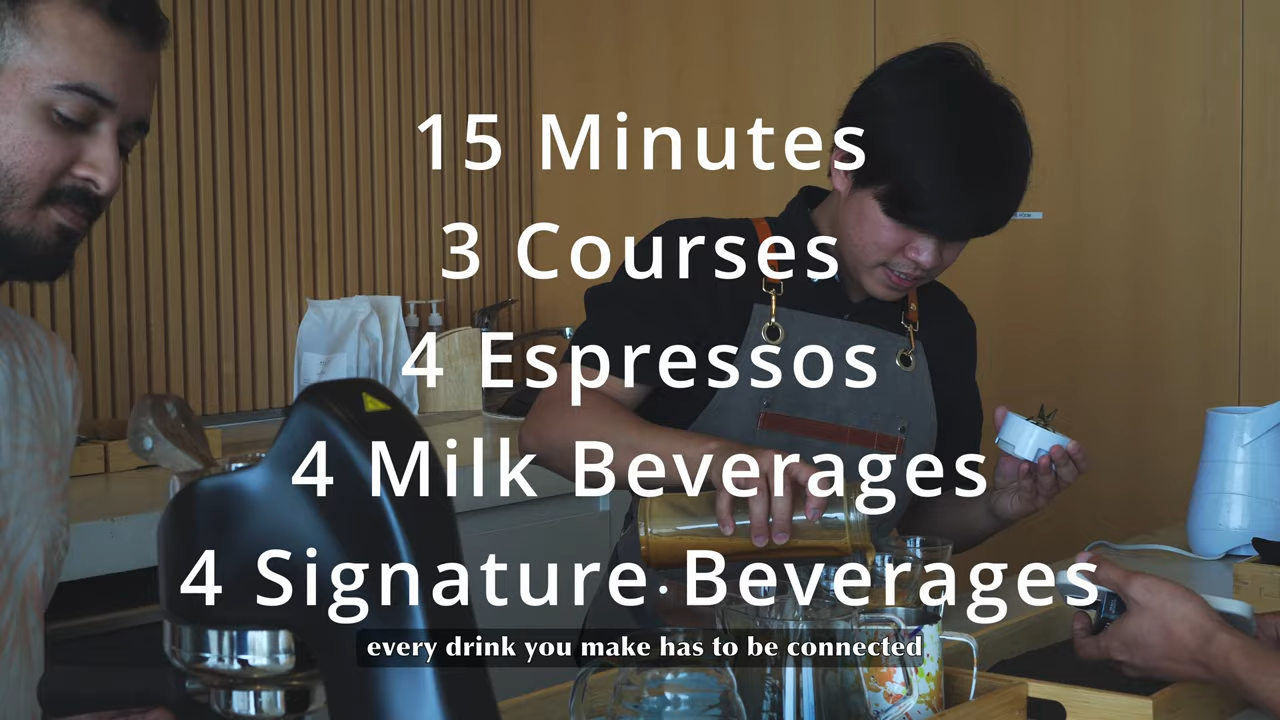 15 Minutes
3 Courses
4 Espressos
4 Milk Beverages
4 Signature Beverages
every drink you make has to be connected